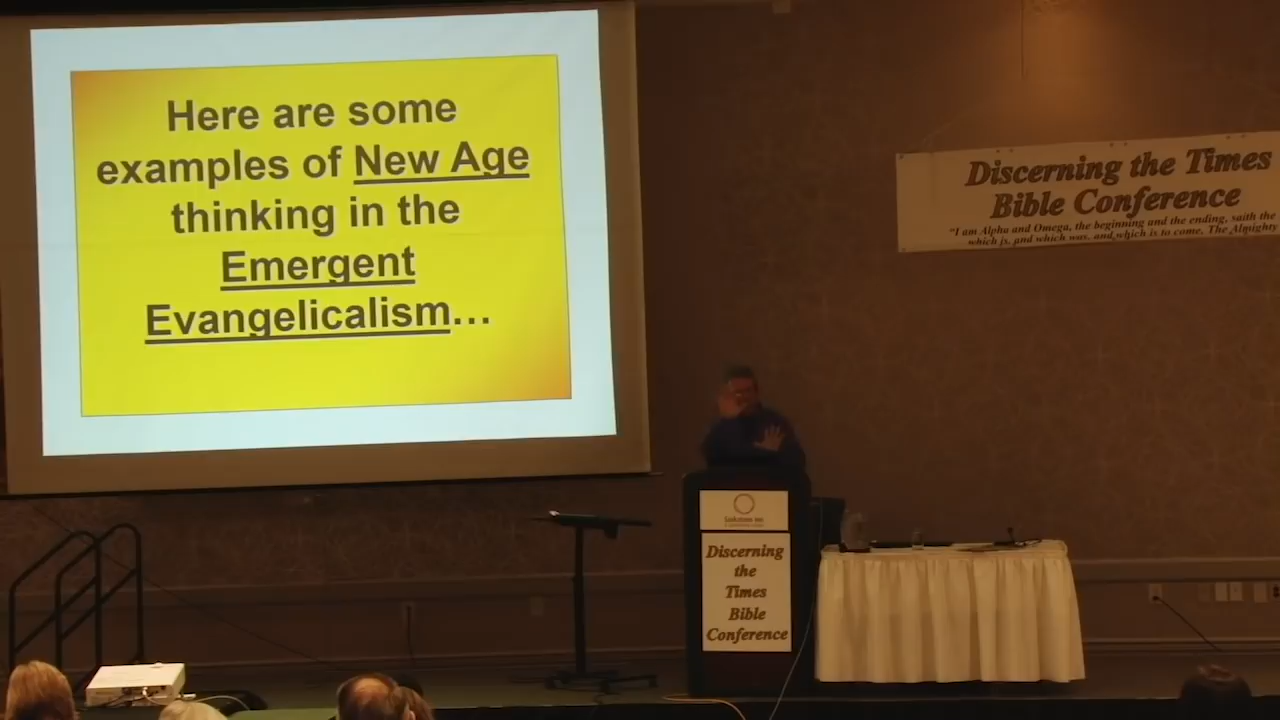 Here are some
examples of New Age
thinking in the
Emergent
Evangelicalism...
Discerning the Times
Bible Conference
"I am Alpha and Omega, the beginning and the ending, saith the
which is, and which was, and which is to come, The Almighty
Discerning
the
Times
Bible
Conference